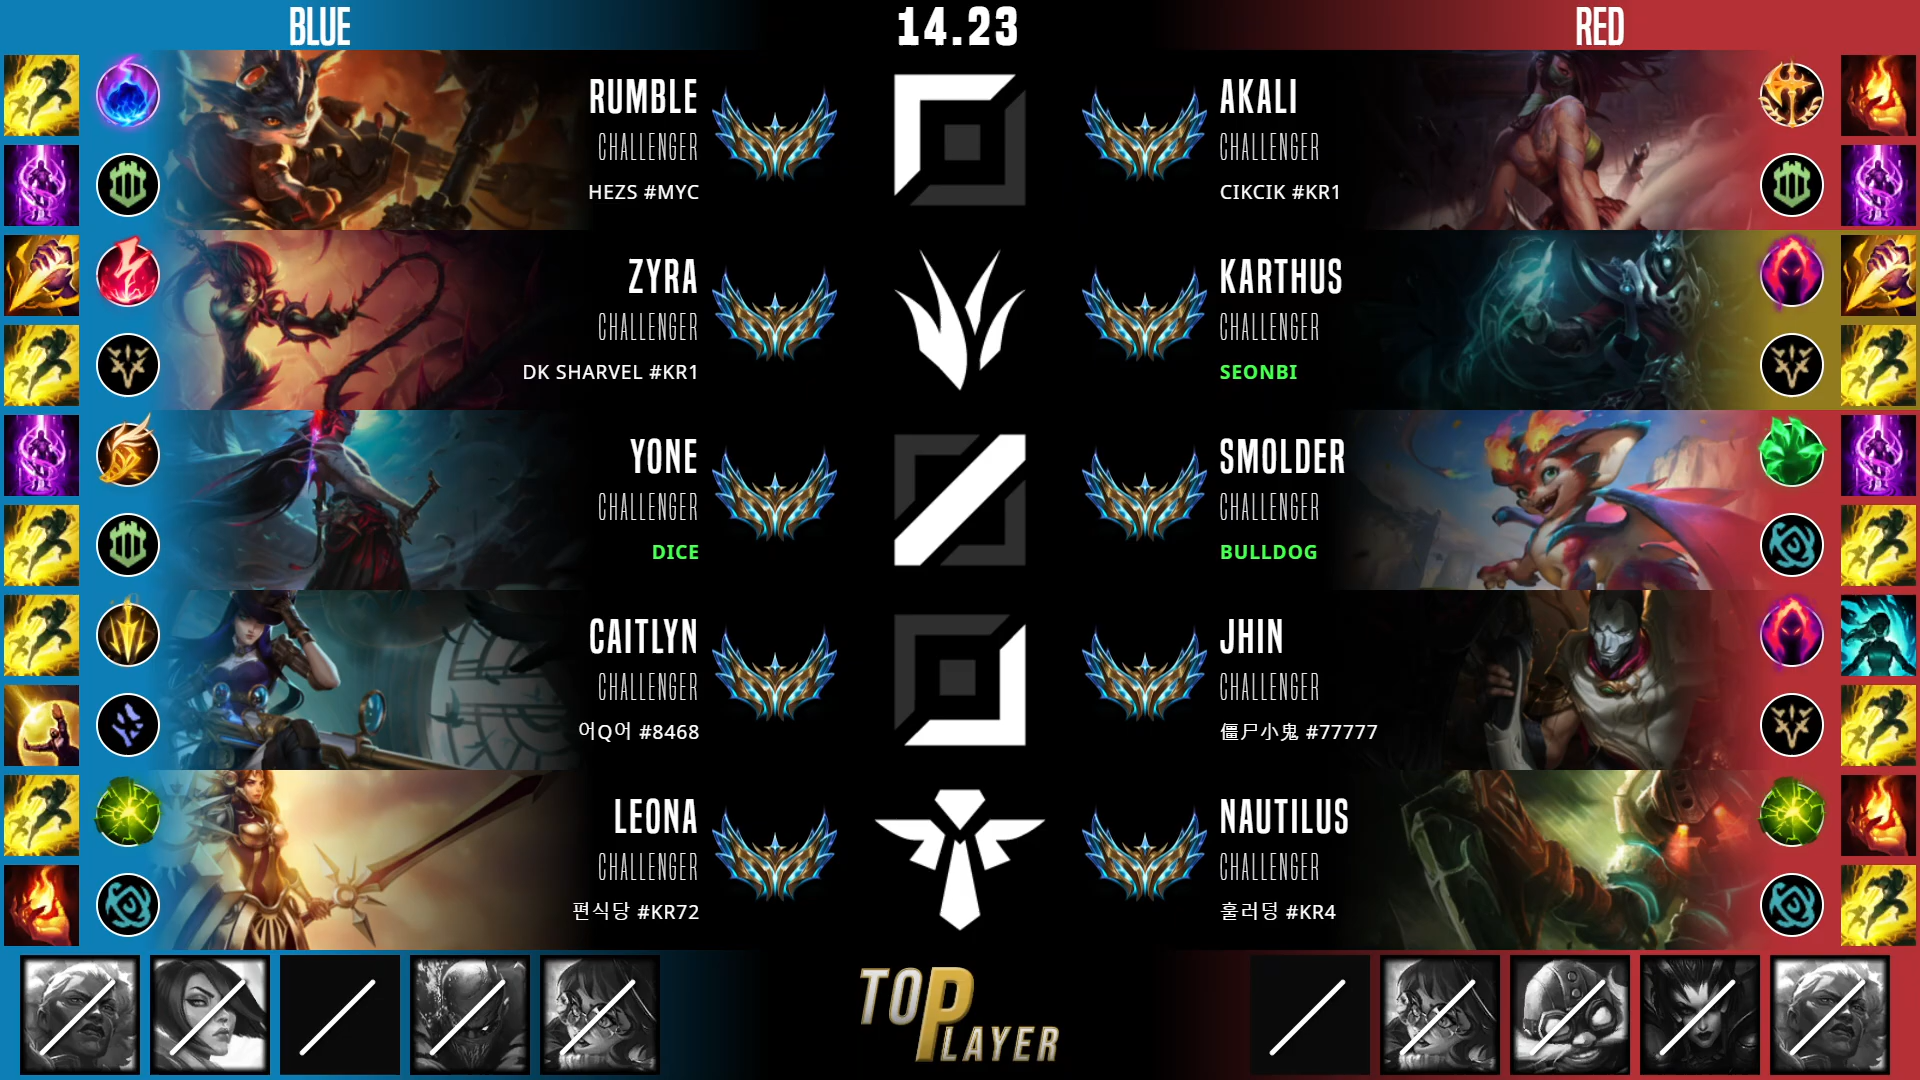 BLUE
14.23
RED
RUMBLE
CHALLENGER
HEZS #MYC
AKALI
CHALLENGER
CIKCIK #KR1
ZYRA
CHALLENGER
DK SHARVEL #KR1
KARTHUS
CHALLENGER
SEONBI
YONE
CHALLENGER
DICE
SMOLDER
CHALLENGER
BULLDOG
CAITLYN
CHALLENGER
어Q어 #8468
JHIN
CHALLENGER
僵尸小鬼 #77777
LEONA
CHALLENGER
편식당 #KR72
NAUTILUS
CHALLENGER
훌러덩 #KR4
TOP
PLAYER